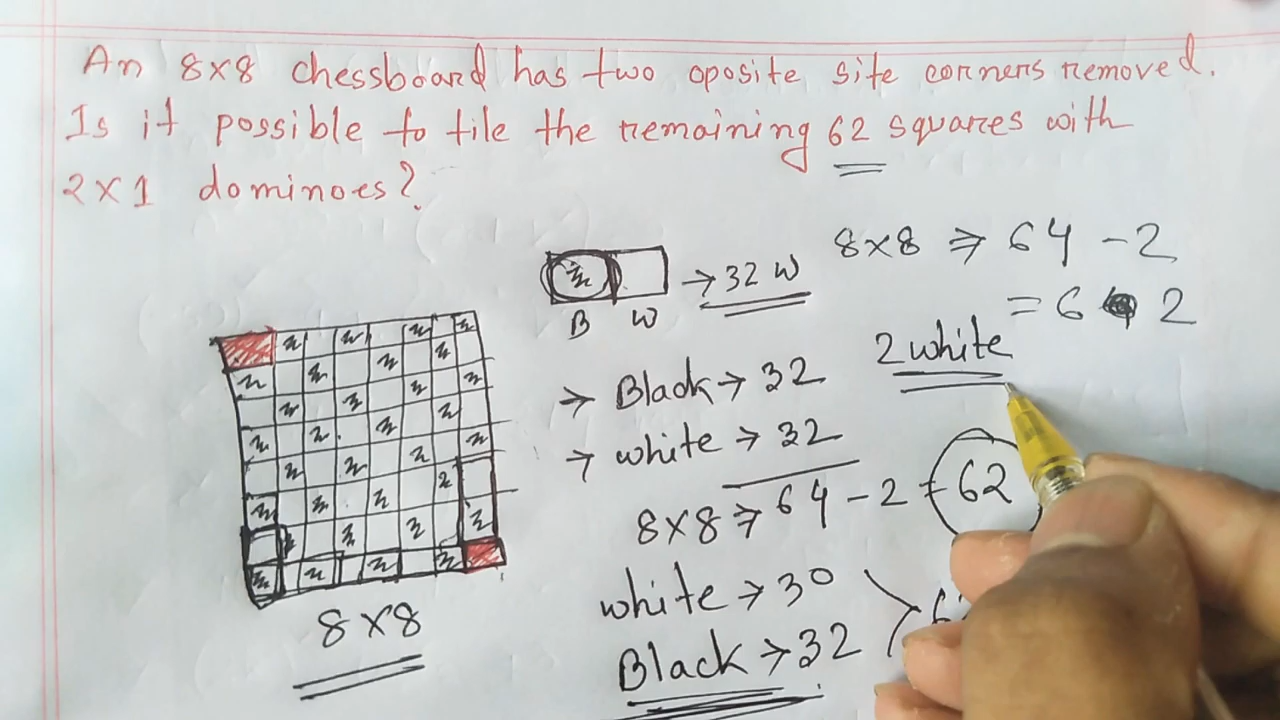 An 8x8 chessboard has two oposite site corners removed.
Is it possible to tile the remaining 62 squares with
2x1 dominoes?
8x8 ⇒ 64 - 2
= 6 2
→ 32 W
B W
2 white
→ Black → 32
→ white → 32
8x8 ⇒ 64 - 2 = 62
white → 30
Black → 32
8x8